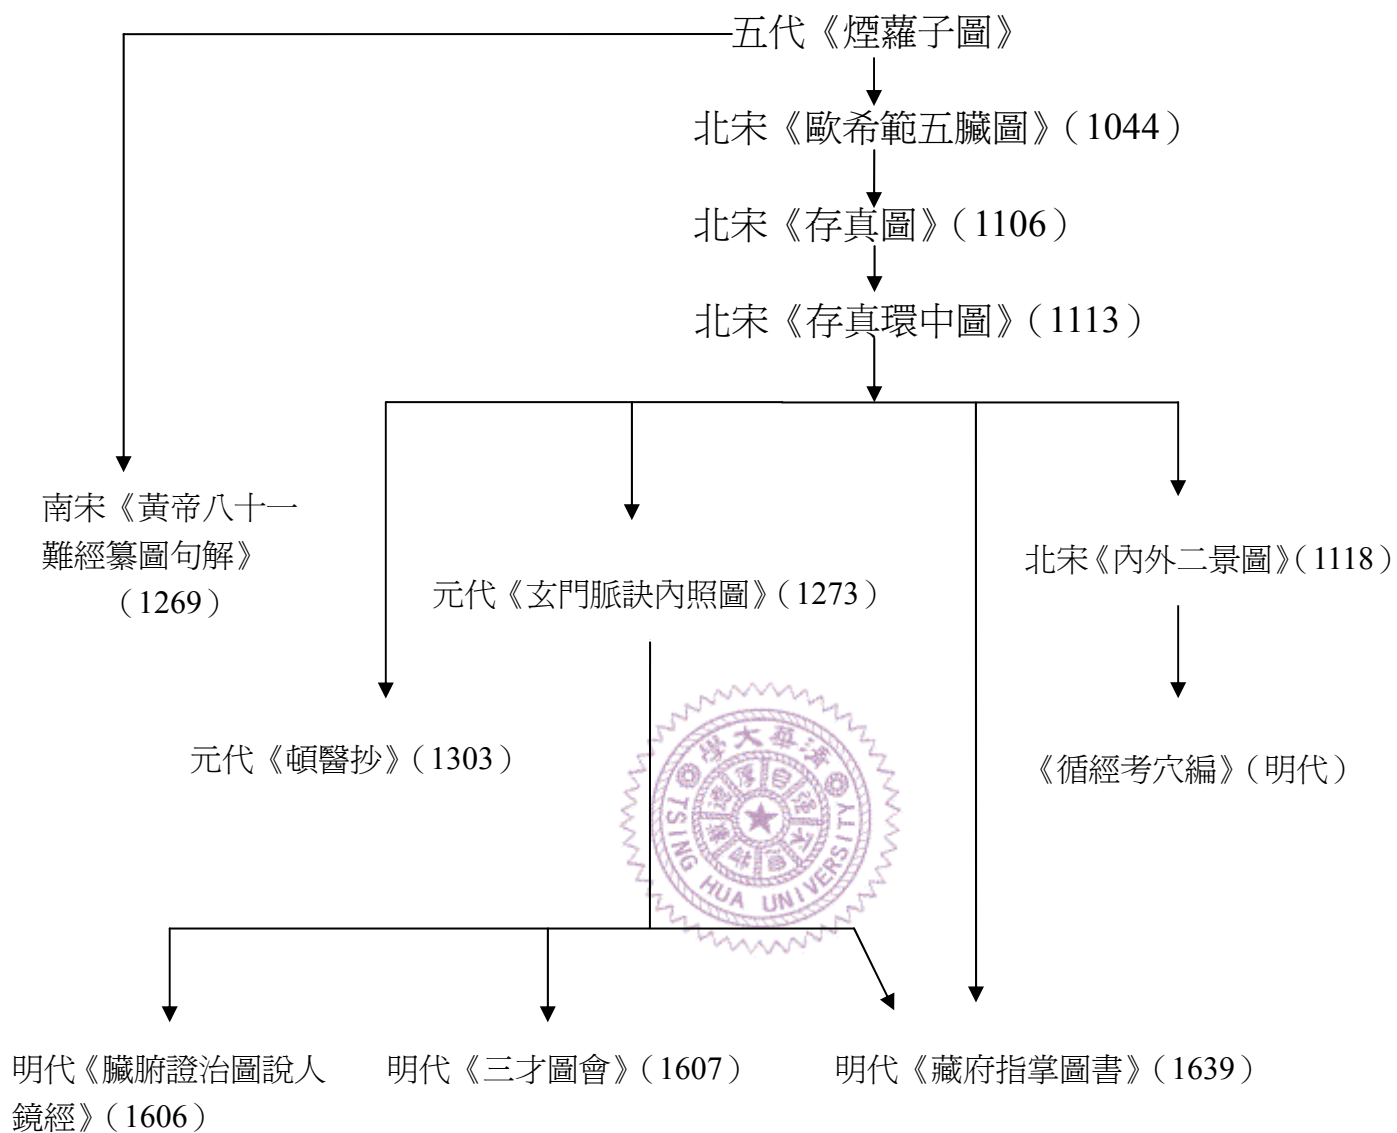 五代《煙蘿子圖》
北宋《歐希範五臟圖》(1044)
北宋《存真圖》(1106)
北宋《存真環中圖》(1113)
南宋《黃帝八十一
難經纂圖句解》
(1269)
元代《玄門脈訣內照圖》(1273)
北宋《內外二景圖》(1118)
元代《頓醫抄》(1303)
《循經考穴編》(明代)
TSING HUA UNIVERSITY
明代《臟腑證治圖說人
鏡經》(1606)
明代《三才圖會》(1607)
明代《藏府指掌圖書》(1639)